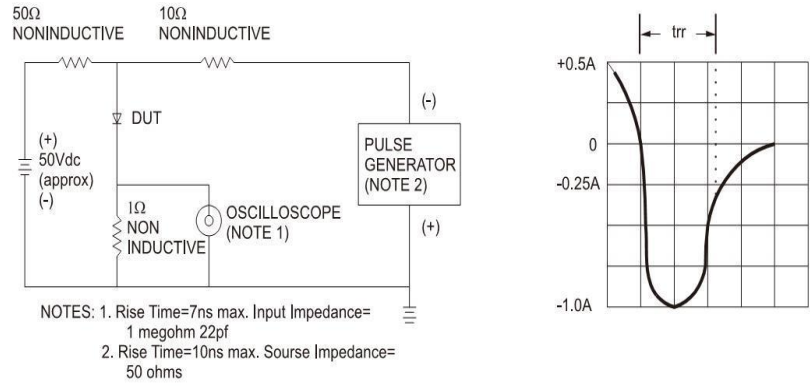 50Ω
NONINDUCTIVE
10Ω
NONINDUCTIVE
DUT
(+)
50Vdc
(approx)
(-)
1Ω
NON
INDUCTIVE
OSCILLOSCOPE
(NOTE 1)
(-)
PULSE
GENERATOR
(NOTE 2)
(+)
NOTES: 1. Rise Time=7ns max. Input Impedance=
1 megohm 22pf
2. Rise Time=10ns max. Sourse Impedance=
50 ohms
trr
+0.5A
0
-0.25A
-1.0A